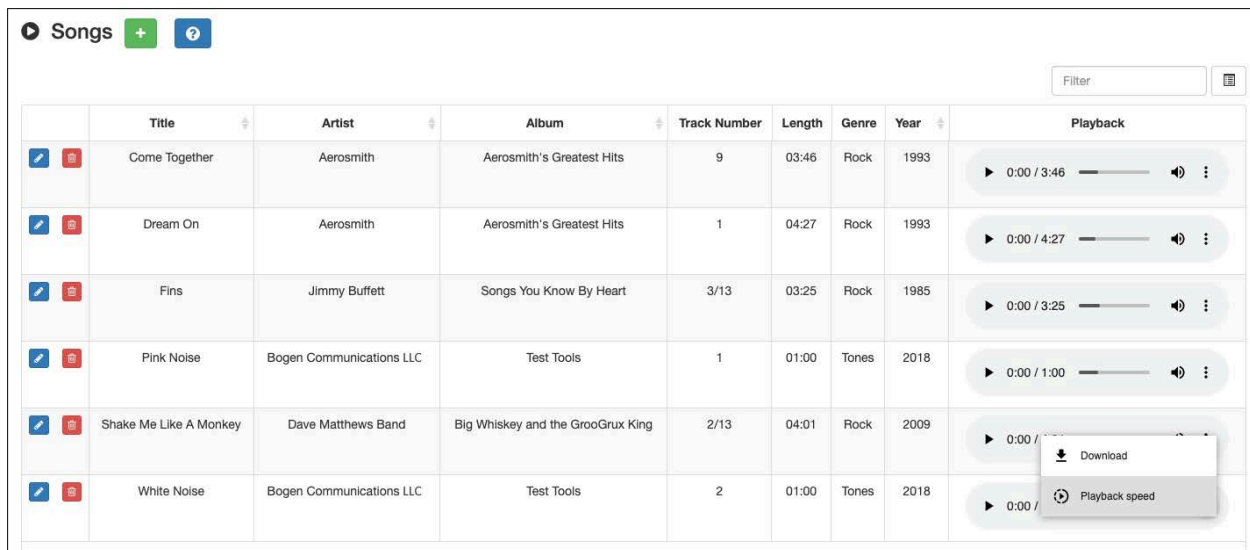 Songs
Filter
Title Artist Album Track Number Length Genre Year Playback
Come Together Aerosmith Aerosmith's Greatest Hits 9 03:46 Rock 1993 0:00 / 3:46
Dream On Aerosmith Aerosmith's Greatest Hits 1 04:27 Rock 1993 0:00 / 4:27
Fins Jimmy Buffett Songs You Know By Heart 3/13 03:25 Rock 1985 0:00 / 3:25
Pink Noise Bogen Communications LLC Test Tools 1 01:00 Tones 2018 0:00 / 1:00
Shake Me Like A Monkey Dave Matthews Band Big Whiskey and the GrooGrux King 2/13 04:01 Rock 2009 0:00 /
Download
Playback speed
White Noise Bogen Communications LLC Test Tools 2 01:00 Tones 2018 0:00 /